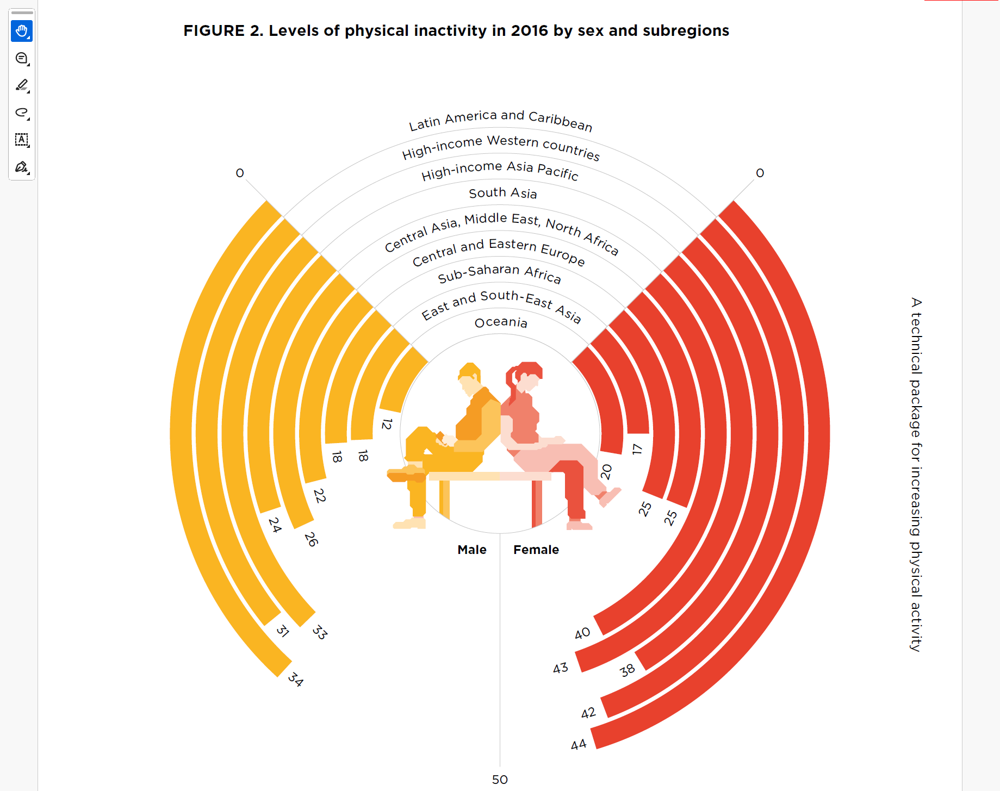 FIGURE 2. Levels of physical inactivity in 2016 by sex and subregions
Latin America and Caribbean
High-income Western countries
High-income Asia Pacific
South Asia
Central Asia, Middle East, North Africa
Central and Eastern Europe
Sub-Saharan Africa
East and South-East Asia
Oceania
0
0
12
18
18
22
24
26
33
31
34
20
17
25
25
40
43
38
42
44
Male
Female
50
A technical package for increasing physical activity
A